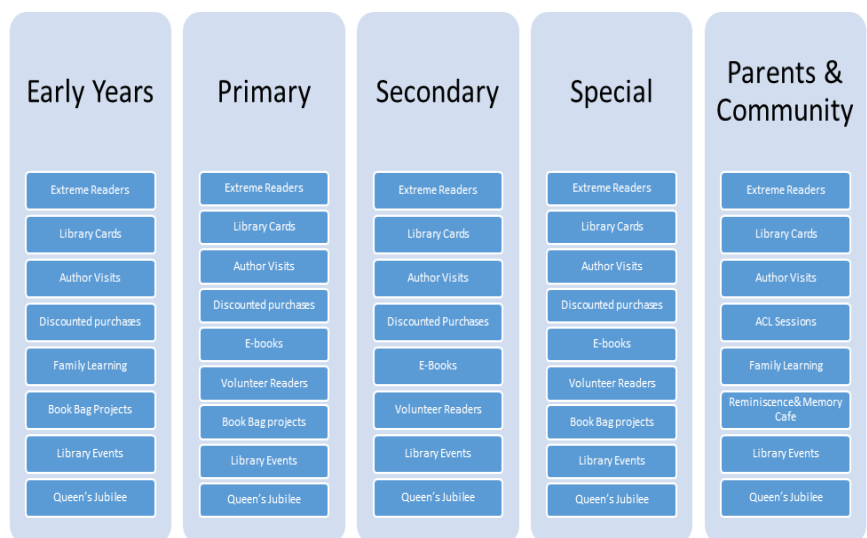 Early Years
Extreme Readers
Library Cards
Author Visits
Discounted purchases
Family Learning
Book Bag Projects
Library Events
Queen's Jubilee
Primary
Extreme Readers
Library Cards
Author Visits
Discounted purchases
E-books
Volunteer Readers
Book Bag projects
Library Events
Queen's Jubilee
Secondary
Extreme Readers
Library Cards
Author Visits
Discounted Purchases
E-Books
Volunteer Readers
Library Events
Queen's Jubilee
Special
Extreme Readers
Library Cards
Author Visits
Discounted purchases
E-books
Volunteer Readers
Book Bag projects
Library Events
Queen's Jubilee
Parents &
Community
Extreme Readers
Library Cards
Author Visits
ACL Sessions
Family Learning
Reminiscence& Memory
Cafe
Library Events
Queen's Jubilee